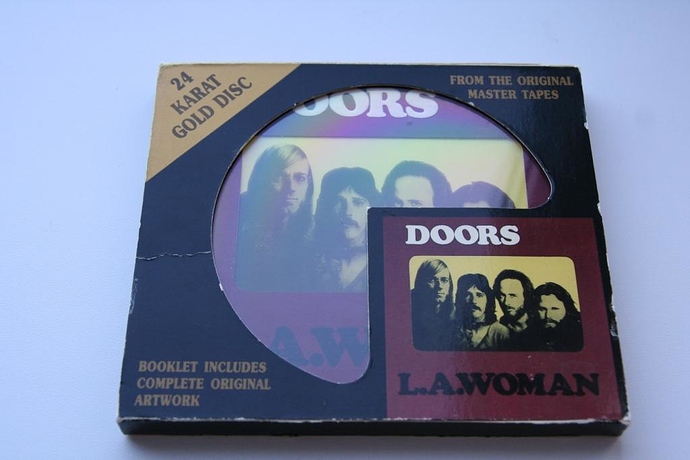 24
KARAT
GOLD DISC
FROM THE ORIGINAL
MASTER TAPES
OORS
DOORS
L.A.WOMAN
A.W
BOOKLET INCLUDES
COMPLETE ORIGINAL
ARTWORK